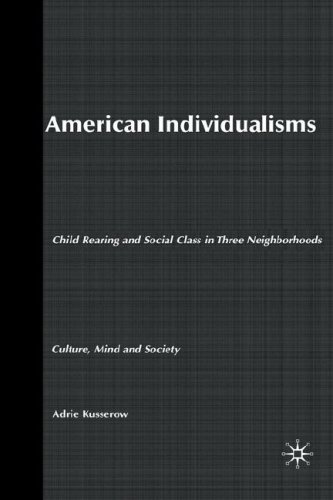 American Individualisms
Child Rearing and Social Class in Three Neighborhoods
Culture, Mind and Society
Adrie Kusserow